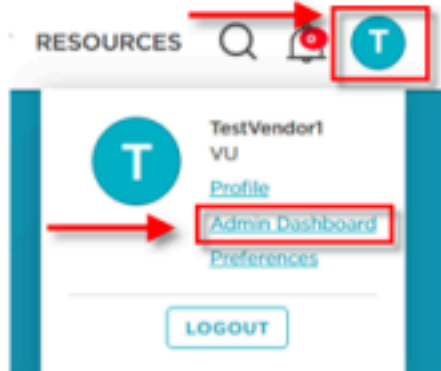 RESOURCES
T
T
TestVendor1
VU
Profile
Admin Dashboard
Preferences
LOGOUT